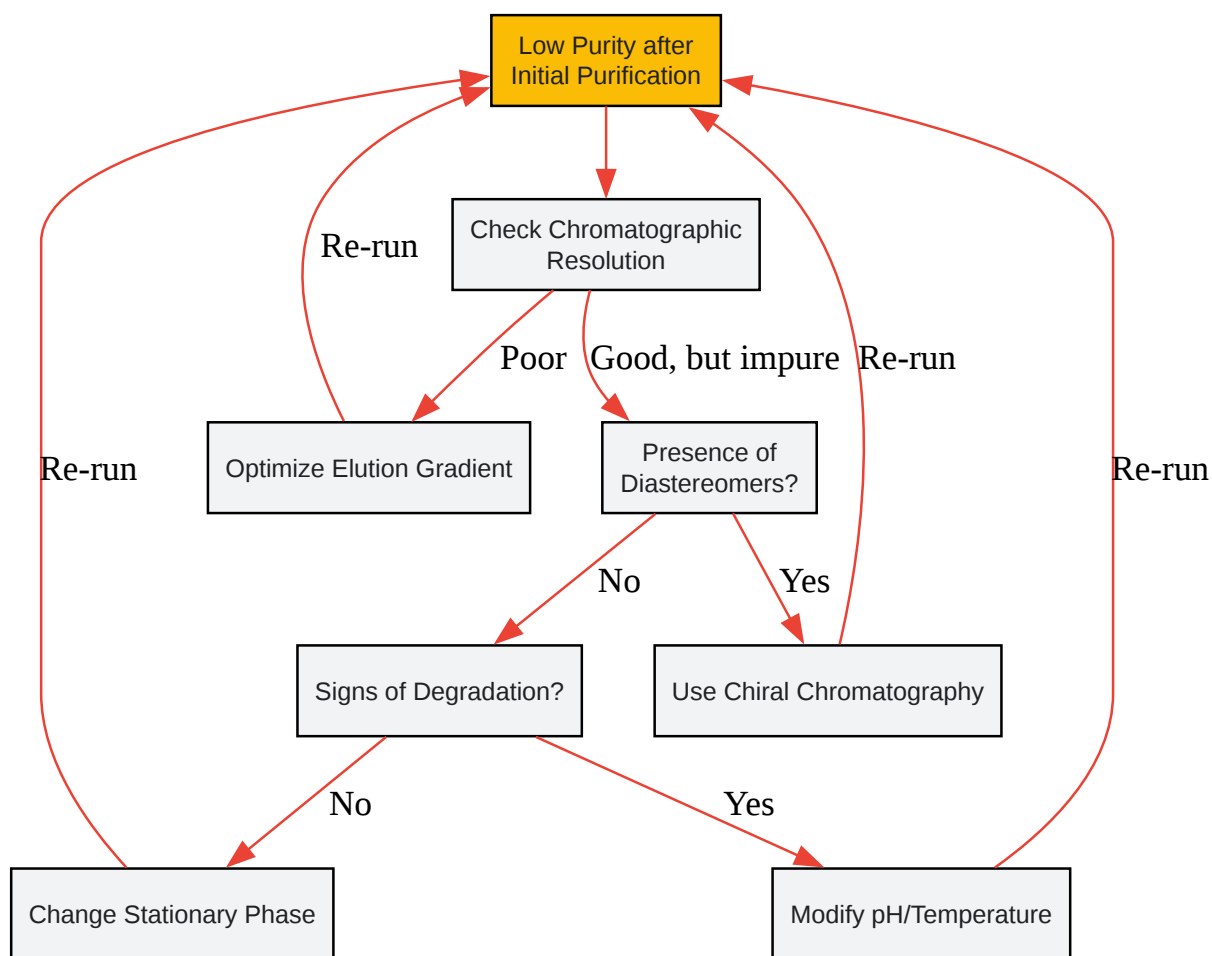 Low Purity after
Initial Purification
Check Chromatographic
Resolution
Re-run
Poor
Good, but impure
Re-run
Optimize Elution Gradient
Presence of
Diastereomers?
Re-run
Re-run
No
Yes
Signs of Degradation?
Use Chiral Chromatography
No
Yes
Change Stationary Phase
Modify pH/Temperature